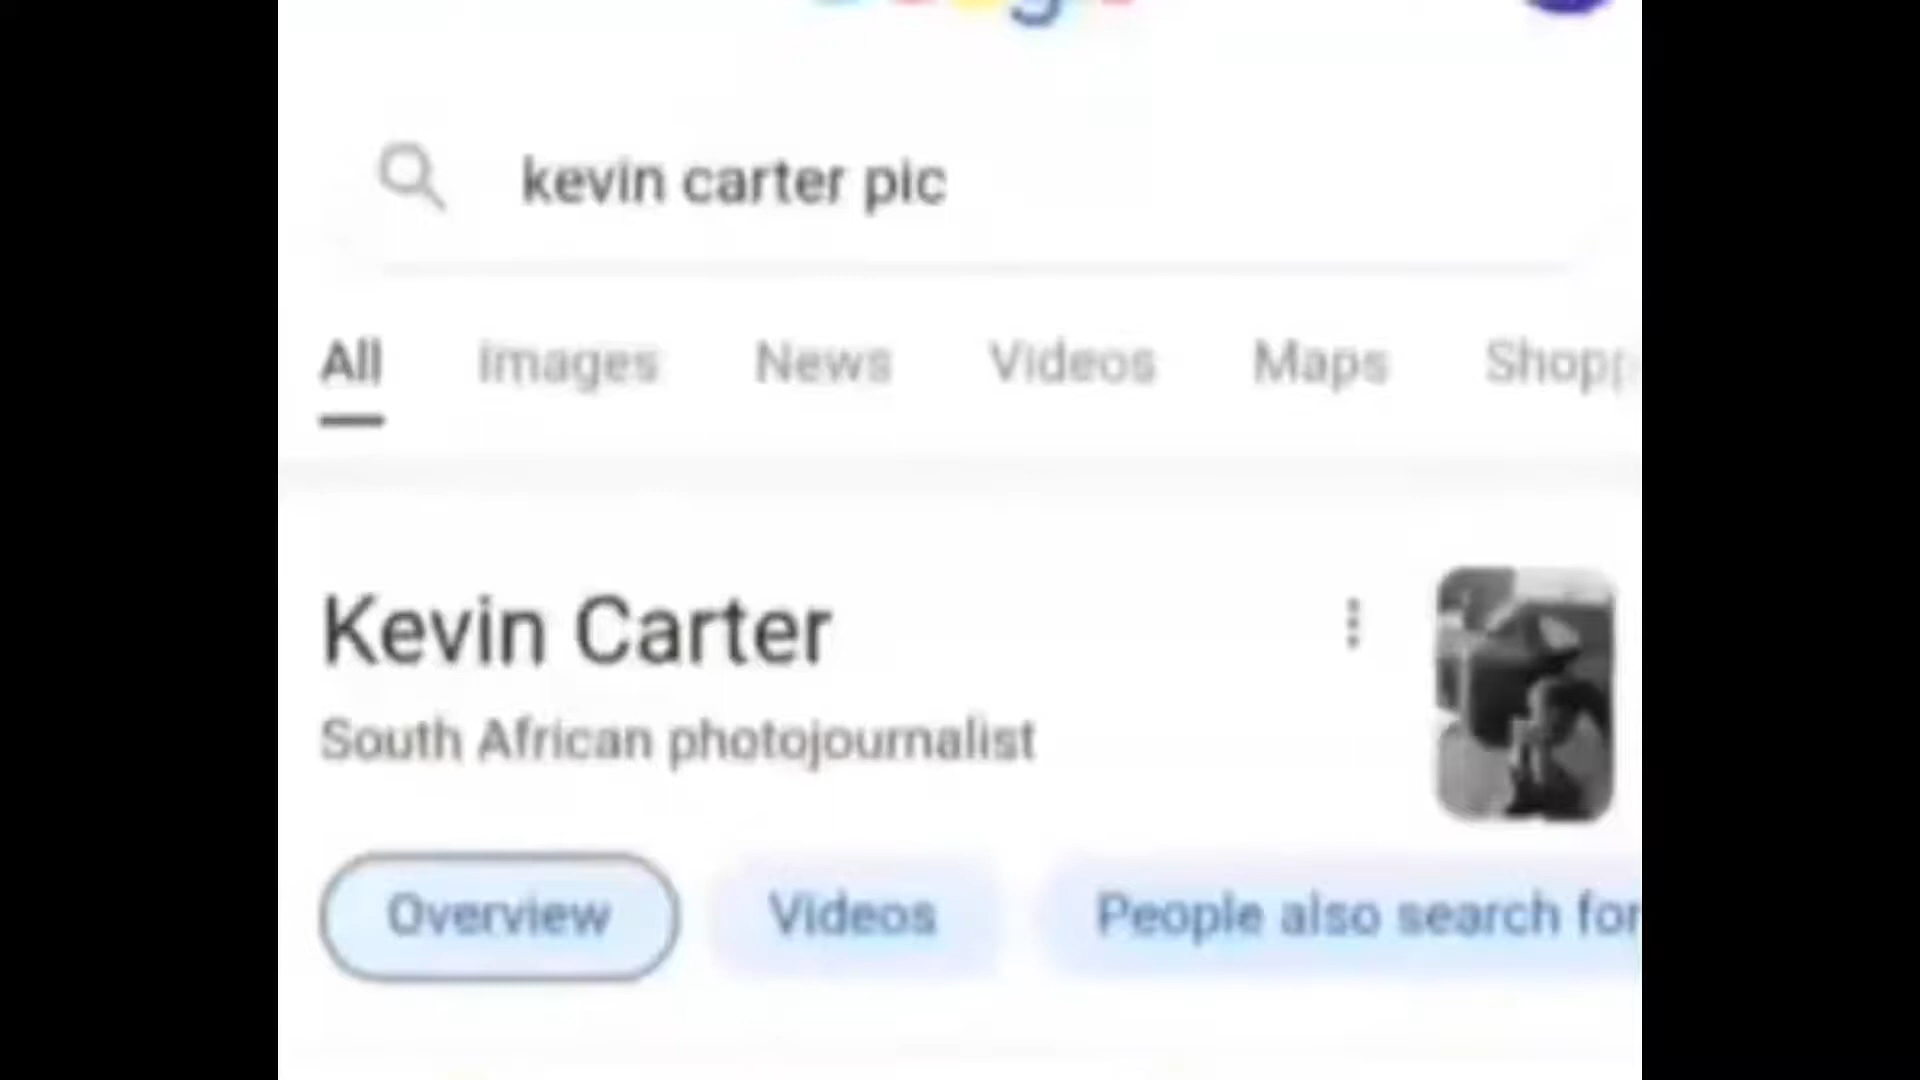 kevin carter pic
All Images News Videos Maps Shopp
Kevin Carter
South African photojournalist
Overview Videos People also search for